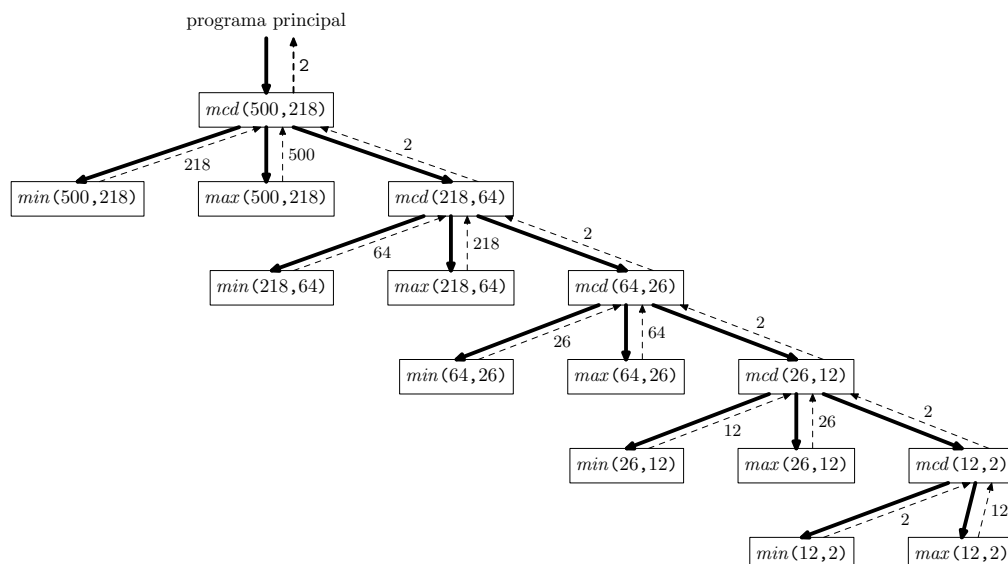 programa principal
2
mcd(500,218)
218
500
2
min(500,218)
max(500,218)
mcd(218,64)
64
218
2
min(218,64)
max(218,64)
mcd(64,26)
26
64
2
min(64,26)
max(64,26)
mcd(26,12)
12
26
2
min(26,12)
max(26,12)
mcd(12,2)
2
12
min(12,2)
max(12,2)